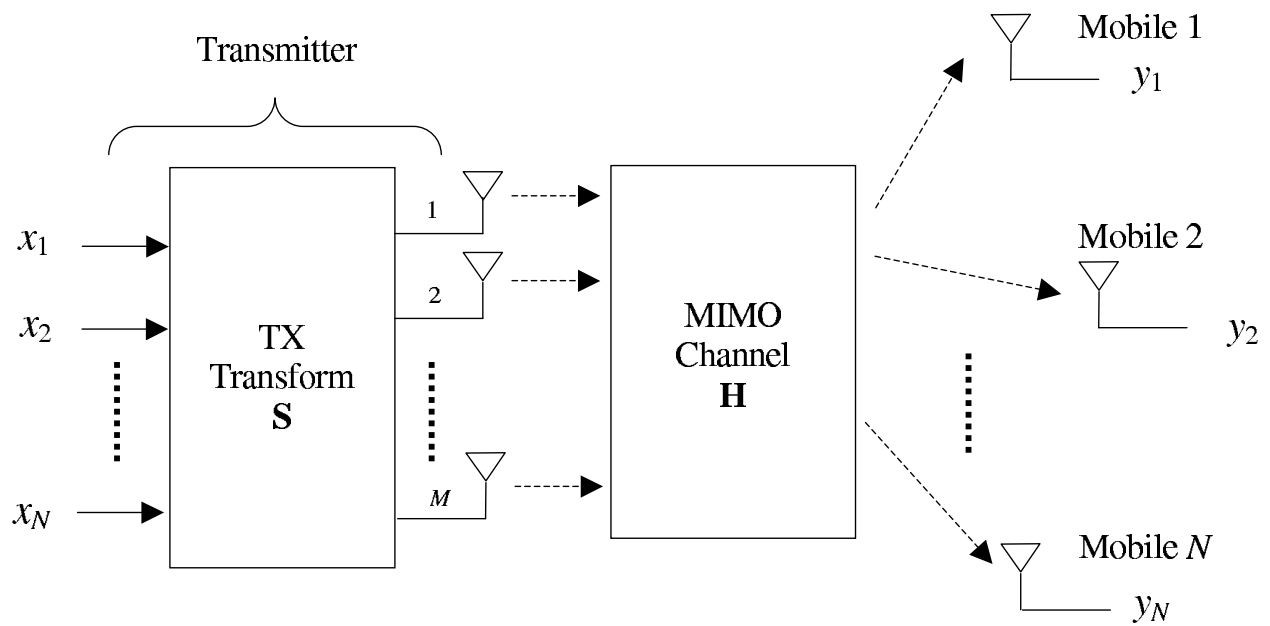 Transmitter
x1
x2
xN
TX
Transform
S
1
2
M
MIMO
Channel
H
Mobile 1
y1
Mobile 2
y2
Mobile N
yN